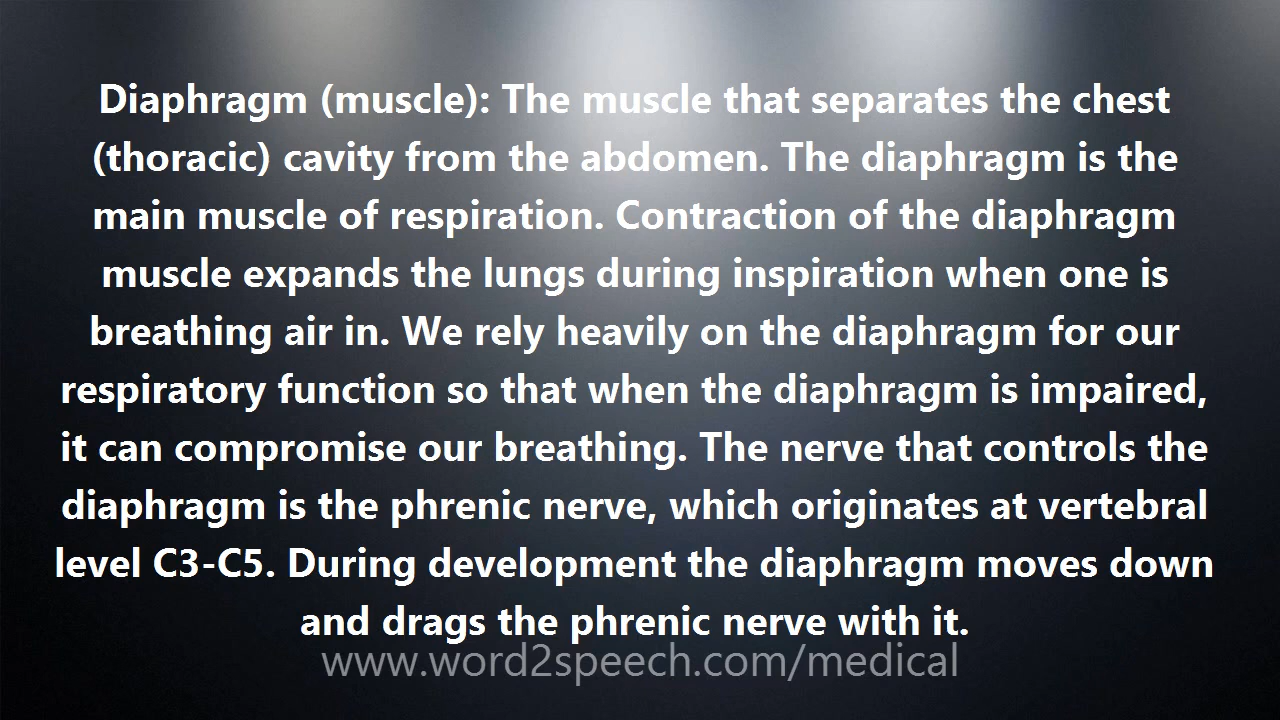 Diaphragm (muscle): The muscle that separates the chest
(thoracic) cavity from the abdomen. The diaphragm is the
main muscle of respiration. Contraction of the diaphragm
muscle expands the lungs during inspiration when one is
breathing air in. We rely heavily on the diaphragm for our
respiratory function so that when the diaphragm is impaired,
it can compromise our breathing. The nerve that controls the
diaphragm is the phrenic nerve, which originates at vertebral
level C3-C5. During development the diaphragm moves down
and drags the phrenic nerve with it.
www.word2speech.com/medical